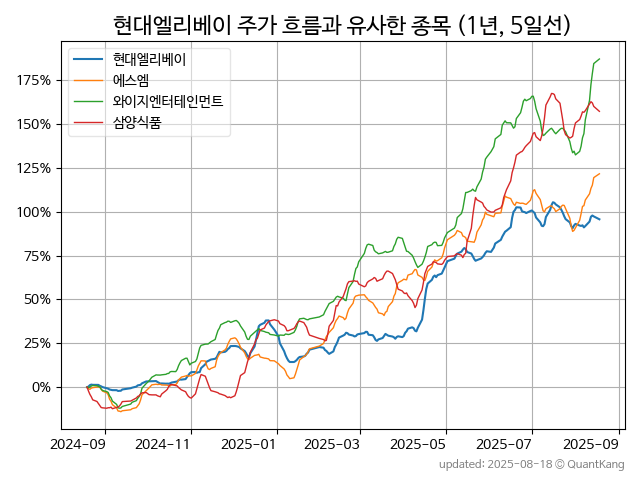 현대엘리베이 주가 흐름과 유사한 종목 (1년, 5일선)
현대엘리베이
에스엠
와이지엔터테인먼트
삼양식품
175%
150%
125%
100%
75%
50%
25%
0%
2024-09 2024-11 2025-01 2025-03 2025-05 2025-07 2025-09
updated: 2025-08-18 © QuantKang